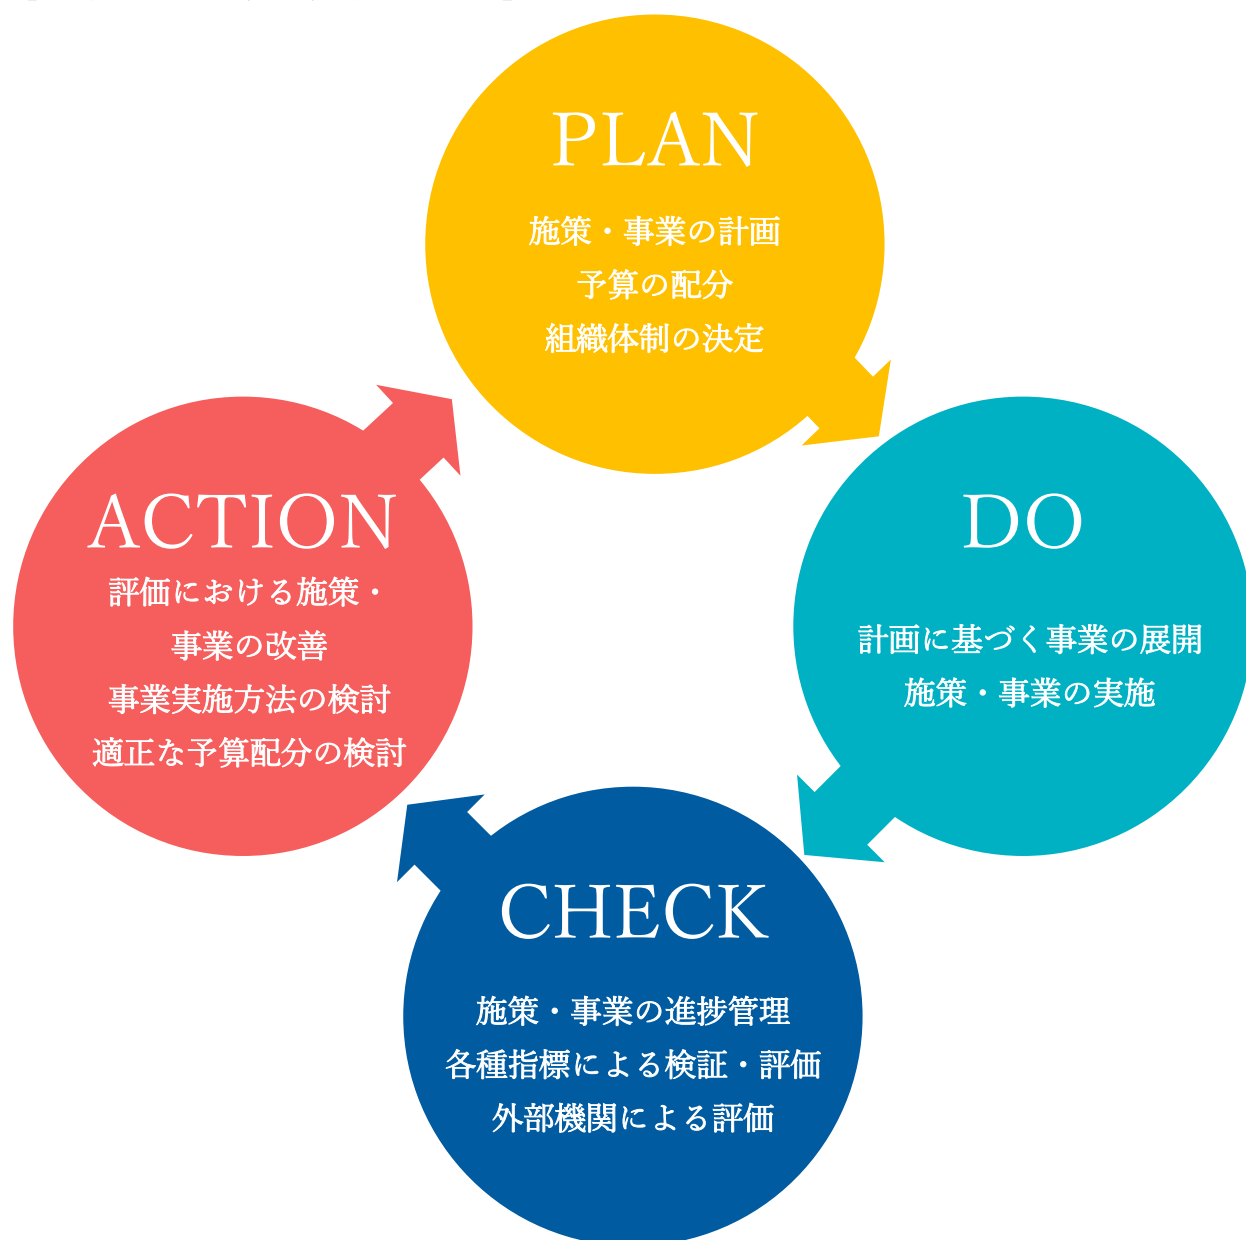 PLAN
施策・事業の計画
予算の配分
組織体制の決定
DO
計画に基づく事業の展開
施策・事業の実施
CHECK
施策・事業の進捗管理
各種指標による検証・評価
外部機関による評価
ACTION
評価における施策・
事業の改善
事業実施方法の検討
適正な予算配分の検討